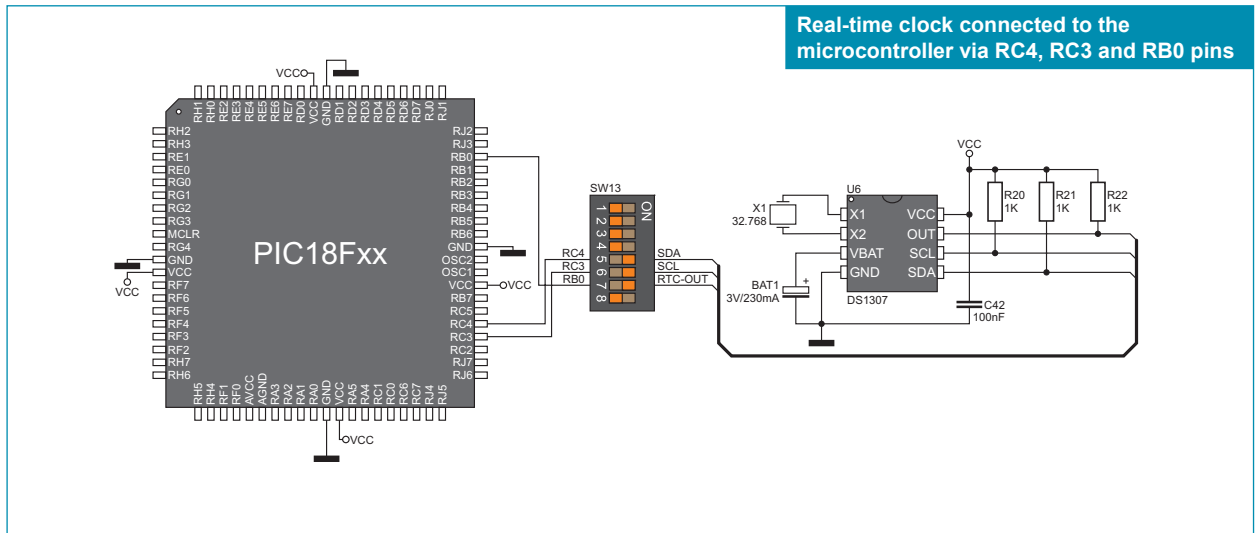 Real-time clock connected to the
microcontroller via RC4, RC3 and RB0 pins
VCC
RH1
RH0
RE2
RE3
RE4
RE5
RE6
RE7
RD0
VCC
GND
RD1
RD2
RD3
RD4
RD5
RD6
RD7
RJ0
RJ1
RH2
RH3
RE1
RE0
RG0
RG1
RG2
RG3
MCLR
RG4
GND
VCC
RF7
RF6
RF5
RF4
RF3
RF2
RH7
RH6
VCC
PIC18Fxx
RJ2
RJ3
RB0
RB1
RB2
RB3
RB4
RB5
RB6
GND
OSC2
OSC1
VCC
RB7
RC5
RC4
RC3
RC2
RJ7
RJ6
VCC
RH5
RH4
RF1
RF0
AVCC
AGND
RA3
RA2
RA1
RA0
GND
VCC
RA5
RA4
RC1
RC0
RC6
RC7
RJ4
RJ5
VCC
SW13
ON
1
2
3
4
5
6
7
8
RC4
RC3
RB0
SDA
SCL
RTC-OUT
VCC
U6
X1
32.768
X1
X2
VBAT
GND
VCC
OUT
SCL
SDA
DS1307
BAT1
3V/230mA
+
R20
1K
R21
1K
R22
1K
C42
100nF